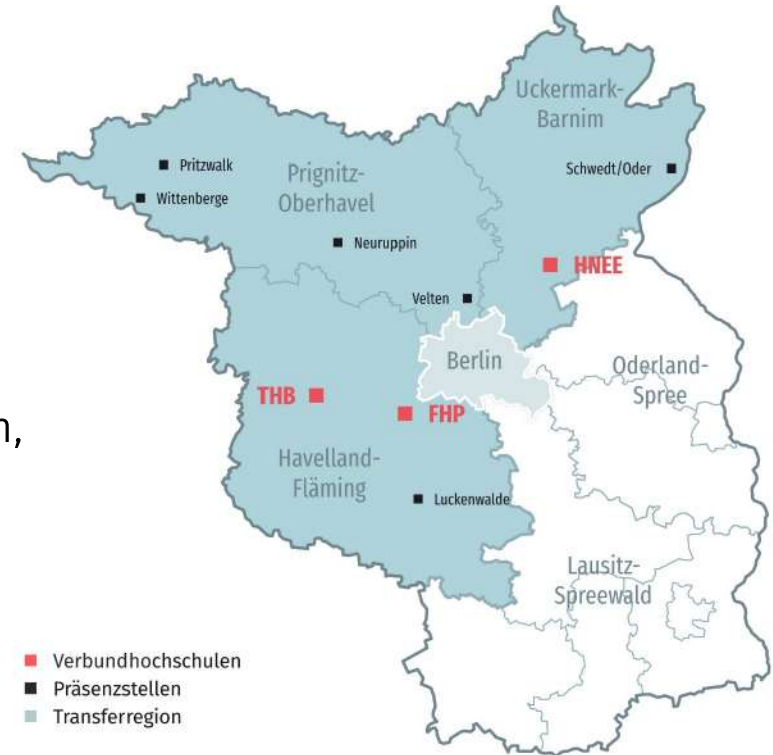 Uckermark-
Barnim
Pritzwalk
Schwedt/Oder
Prignitz-
Oberhavel
Wittenberge
Neuruppin
HNEE
Velten
Berlin
Oderland-
Spree
THB
FHP
n,
Havelland-
Fläming
Luckenwalde
Lausitz-
Spreewald
Verbundhochschulen
Präsenzstellen
Transferregion